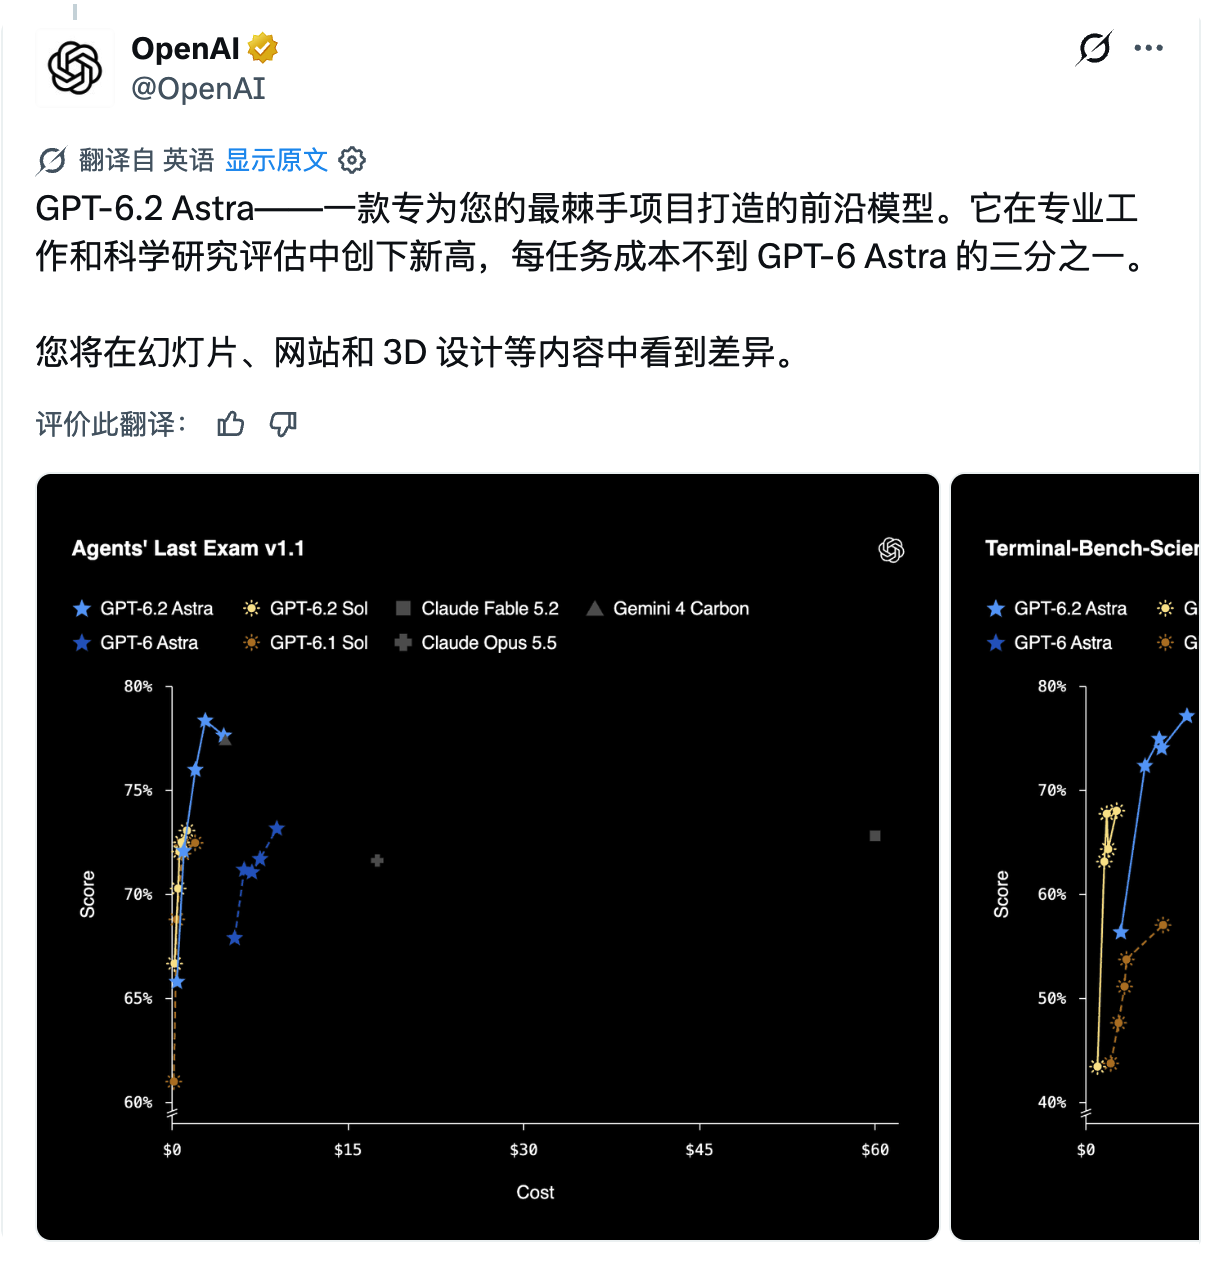 OpenAI
@OpenAI
翻译自 英语 显示原文
GPT-6.2 Astra——一款专为您的最棘手项目打造的前沿模型。它在专业工
作和科学研究评估中创下新高，每任务成本不到 GPT-6 Astra 的三分之一。
您将在幻灯片、网站和 3D 设计等内容中看到差异。
评价此翻译：
Agents' Last Exam v1.1
GPT-6.2 Astra GPT-6.2 Sol Claude Fable 5.2 Gemini 4 Carbon
GPT-6 Astra GPT-6.1 Sol Claude Opus 5.5
80%
75%
70%
65%
60%
Score
$0 $15 $30 $45 $60
Cost
Terminal-Bench-Scien
GPT-6.2 Astra G
GPT-6 Astra G
80%
70%
60%
50%
40%
Score
$0